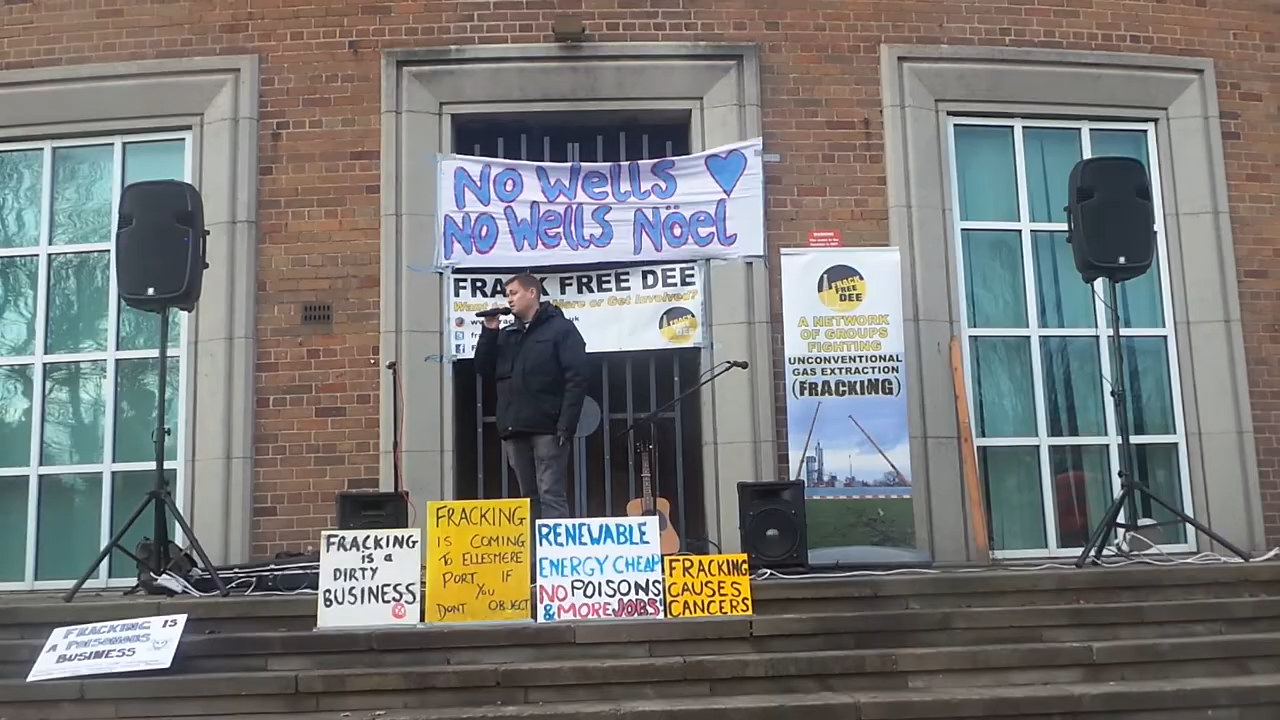 NO WELLS
NO WELLS NÖEL
FRACK FREE DEE
FRACK
FREE
DEE
A NETWORK
OF GROUPS
FIGHTING
UNCONVENTIONAL
GAS EXTRACTION
(FRACKING)
FRACKING
IS A
DIRTY
BUSINESS
FRACKING
IS COMING
TO ELLESMERE
PORT IF
YOU
DONT OBJECT
RENEWABLE
ENERGY CHEAP
NO POISONS
& MORE JOBS!
FRACKING
CAUSES
CANCERS
FRACKING IS
A POISONOUS
BUSINESS